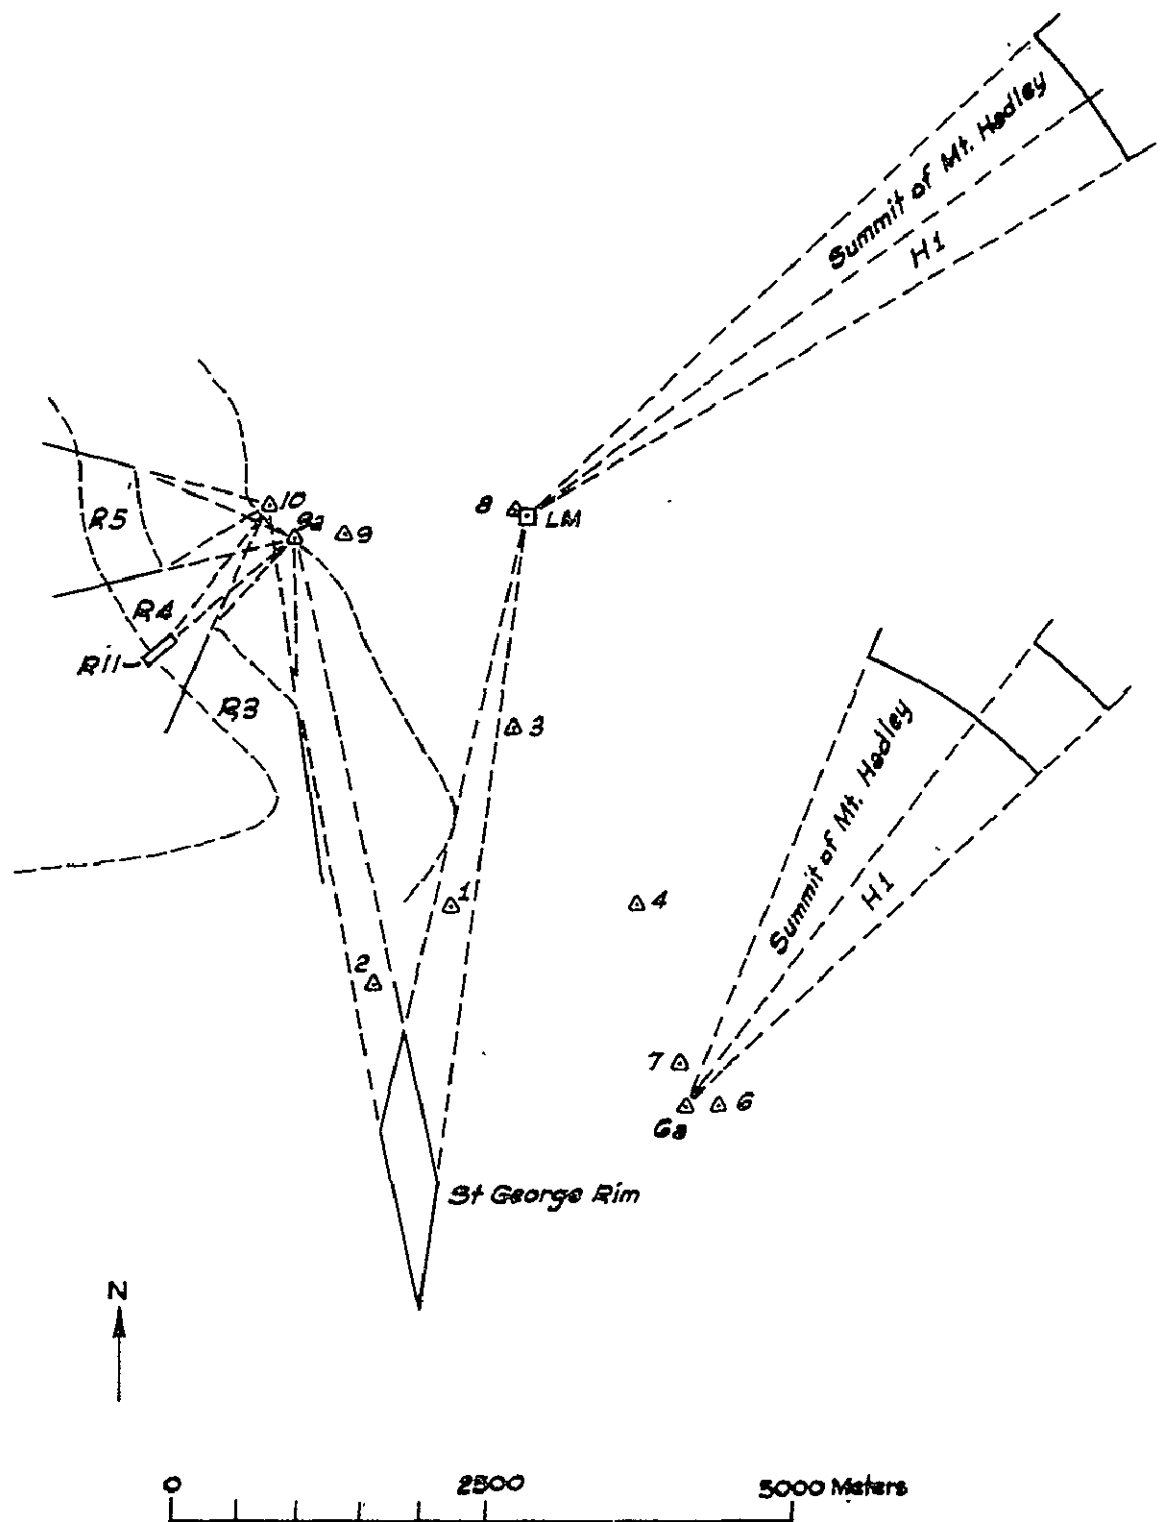 Summit of Mt. Hadley
H1
10
8
LM
9a
9
R5
R4
Rill
R3
3
Summit of Mt. Hadley
H1
1
4
2
7
6
6a
St George Rim
N
0
2500
5000 Meters